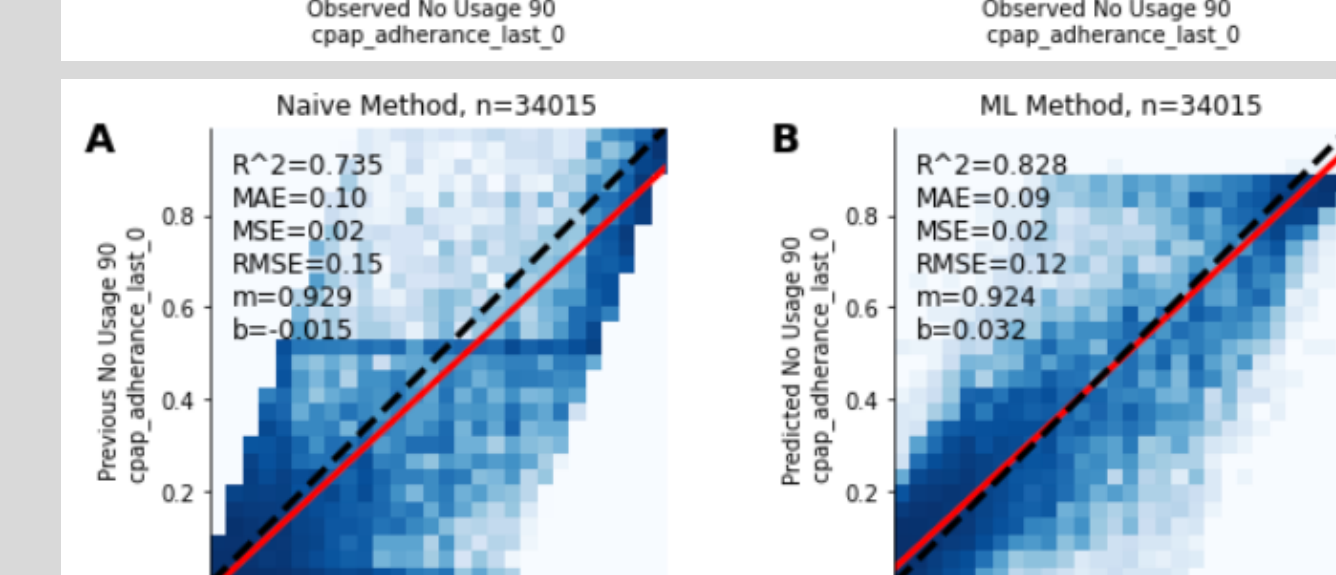 Observed No Usage 90
cpap_adherance_last_0
Observed No Usage 90
cpap_adherance_last_0
A
Naive Method, n=34015
R^2=0.735
MAE=0.10
MSE=0.02
RMSE=0.15
m=0.929
b=-0.015
0.8
0.6
0.4
0.2
Previous No Usage 90
cpap_adherance_last_0
B
ML Method, n=34015
R^2=0.828
MAE=0.09
MSE=0.02
RMSE=0.12
m=0.924
b=0.032
0.8
0.6
0.4
0.2
Predicted No Usage 90
cpap_adherance_last_0